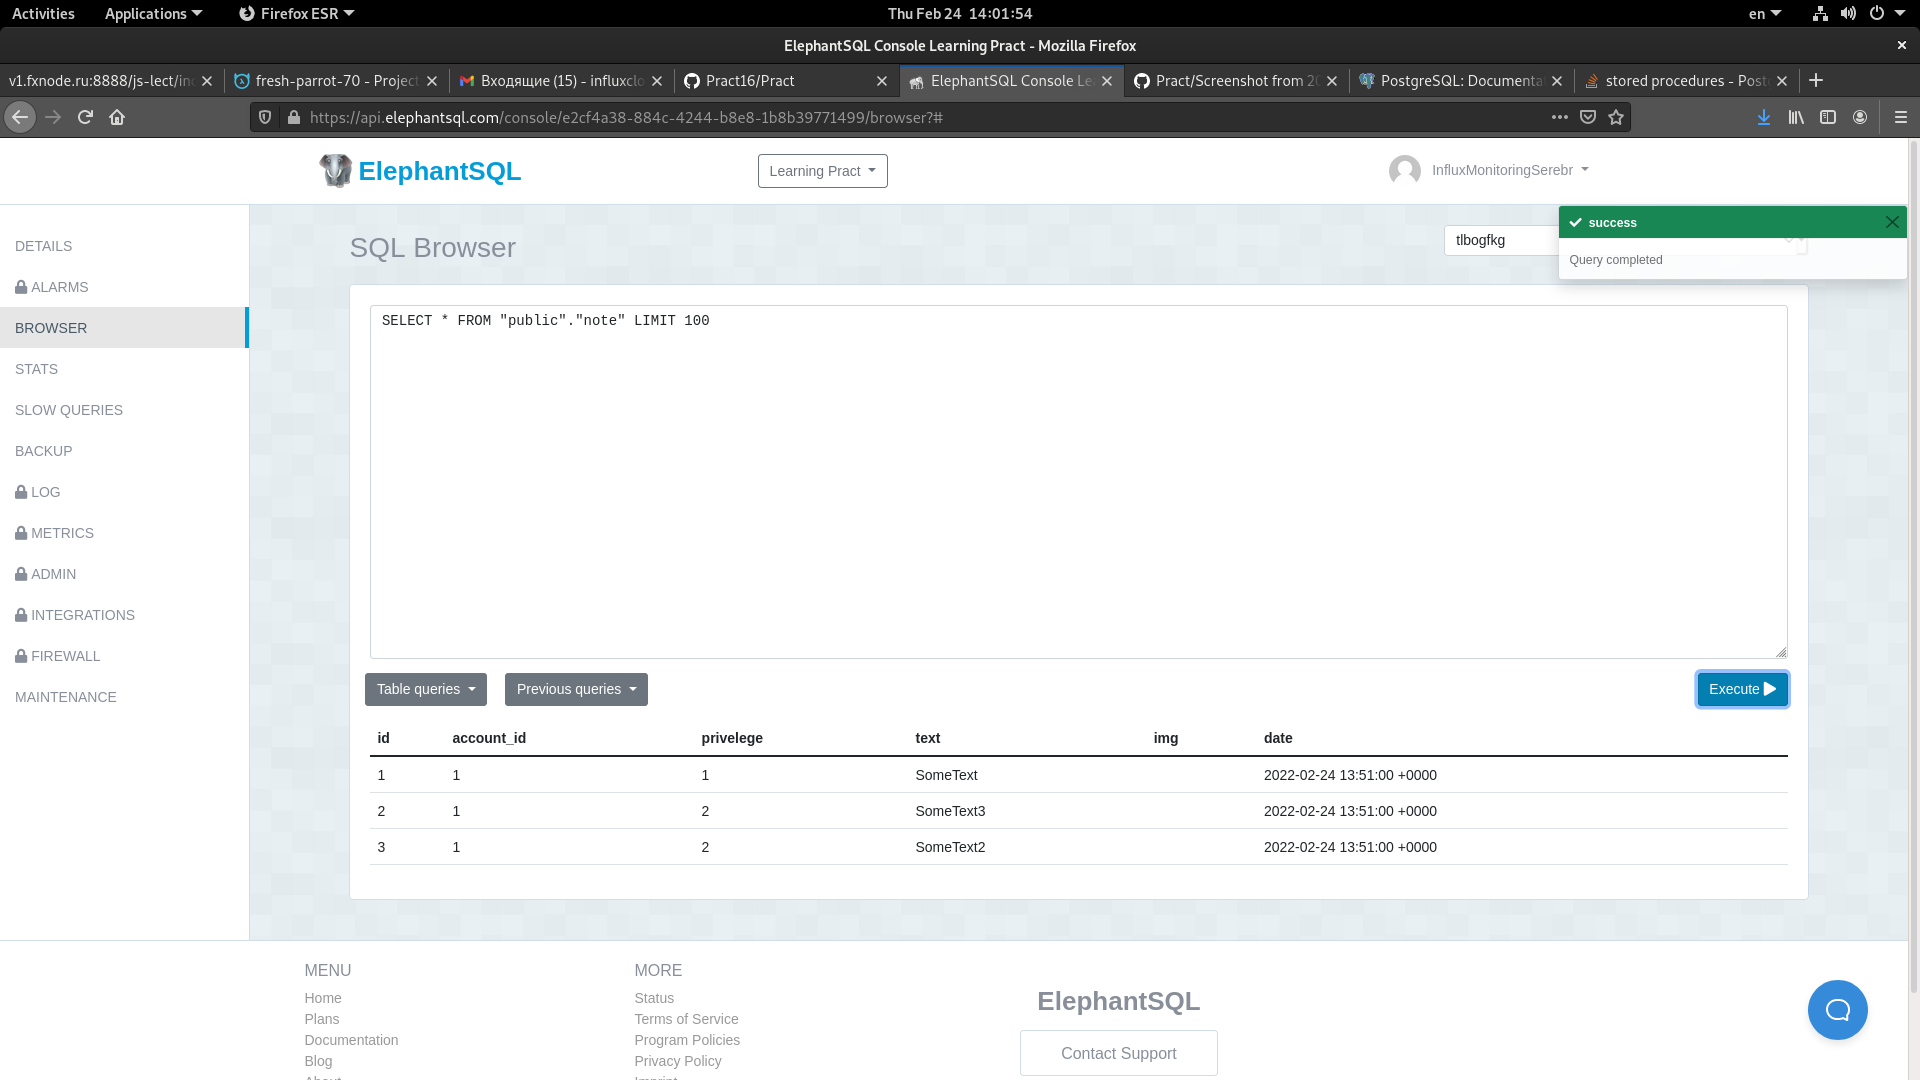 Activities Applications Firefox ESR Thu Feb 24 14:01:54 en
ElephantSQL Console Learning Pract - Mozilla Firefox
v1.fxnode.ru:8888/js-lect/in fresh-parrot-70 - Project Входящие (15) - influxclo Pract16/Pract ElephantSQL Console Le Pract/Screenshot from 20 PostgreSQL: Documenta stored procedures - Post
https://api.elephantsql.com/console/e2cf4a38-884c-4244-b8e8-1b8b39771499/browser?#
ElephantSQL Learning Pract InfluxMonitoringSerebr
success
Query completed
DETAILS
ALARMS
BROWSER
STATS
SLOW QUERIES
BACKUP
LOG
METRICS
ADMIN
INTEGRATIONS
FIREWALL
MAINTENANCE
SQL Browser tlbogfkg
SELECT * FROM "public"."note" LIMIT 100
Table queries Previous queries Execute
id account_id privelege text img date
1 1 1 SomeText 2022-02-24 13:51:00 +0000
2 1 2 SomeText3 2022-02-24 13:51:00 +0000
3 1 2 SomeText2 2022-02-24 13:51:00 +0000
MENU
Home
Plans
Documentation
Blog
About
MORE
Status
Terms of Service
Program Policies
Privacy Policy
Imprint
ElephantSQL
Contact Support